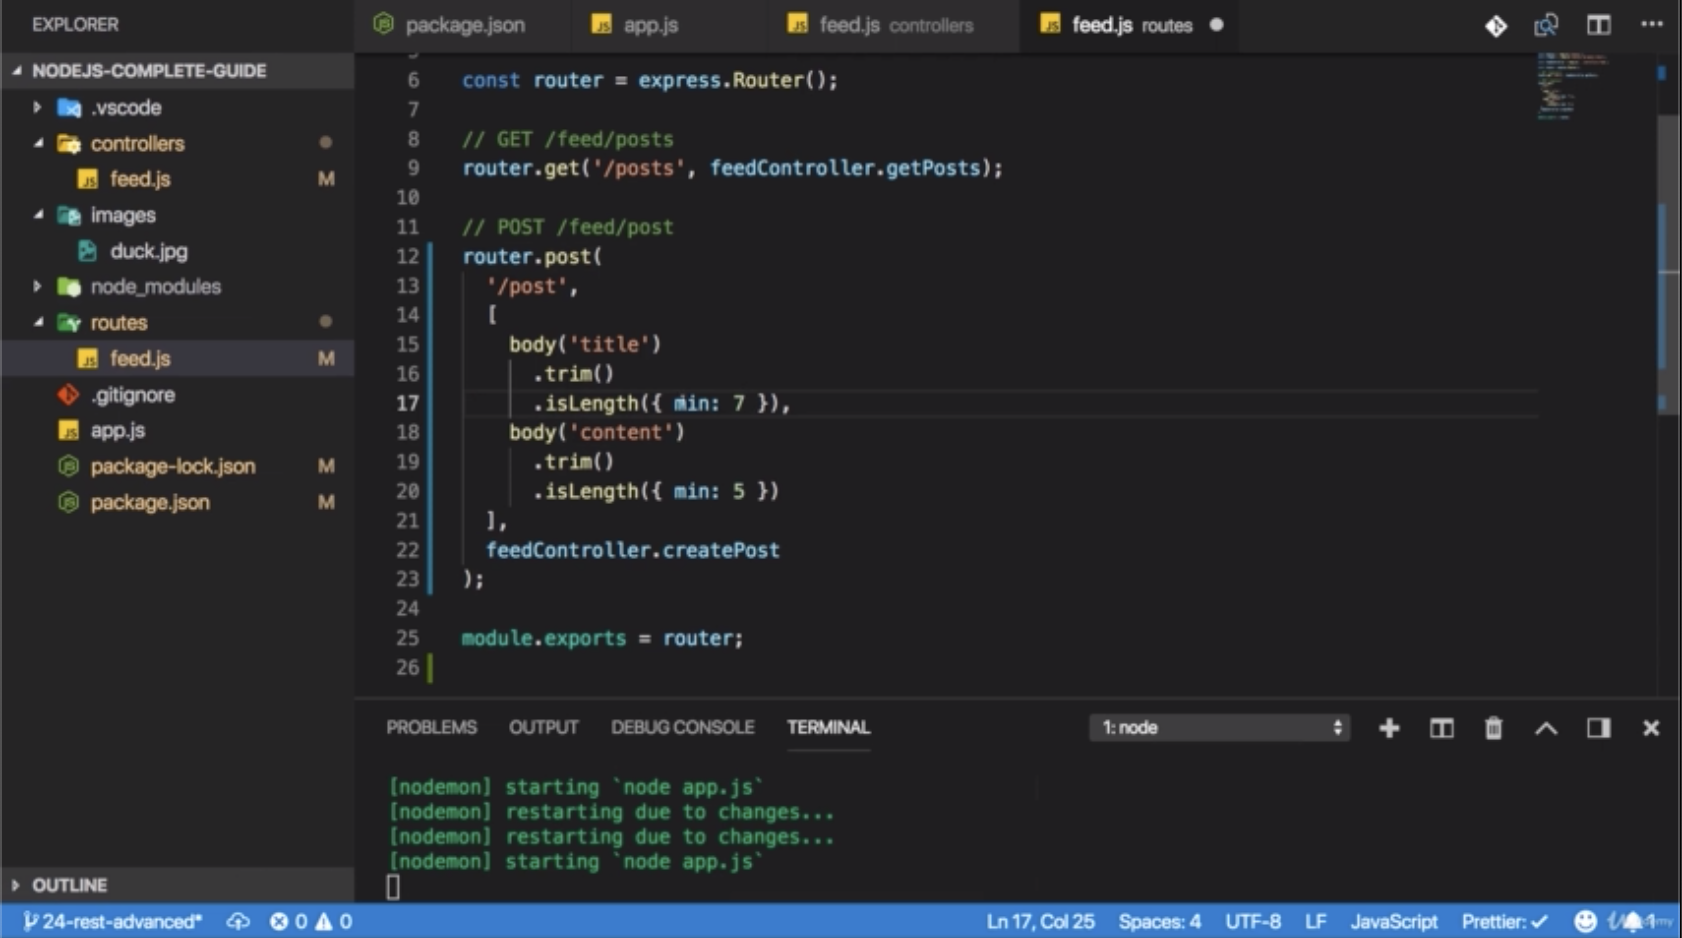 EXPLORER
package.json
app.js
feed.js controllers
feed.js routes
NODEJS-COMPLETE-GUIDE
.vscode
controllers
feed.js M
images
duck.jpg
node_modules
routes
feed.js M
.gitignore
app.js
package-lock.json M
package.json M
OUTLINE
6 const router = express.Router();
7
8 // GET /feed/posts
9 router.get('/posts', feedController.getPosts);
10
11 // POST /feed/post
12 router.post(
13 '/post',
14 [
15 body('title')
16 .trim()
17 .isLength({ min: 7 }),
18 body('content')
19 .trim()
20 .isLength({ min: 5 })
21 ],
22 feedController.createPost
23 );
24
25 module.exports = router;
26
PROBLEMS OUTPUT DEBUG CONSOLE TERMINAL 1: node
[nodemon] starting `node app.js`
[nodemon] restarting due to changes...
[nodemon] restarting due to changes...
[nodemon] starting `node app.js`
24-rest-advanced* 0 0 Ln 17, Col 25 Spaces: 4 UTF-8 LF JavaScript Prettier: ✓ 1